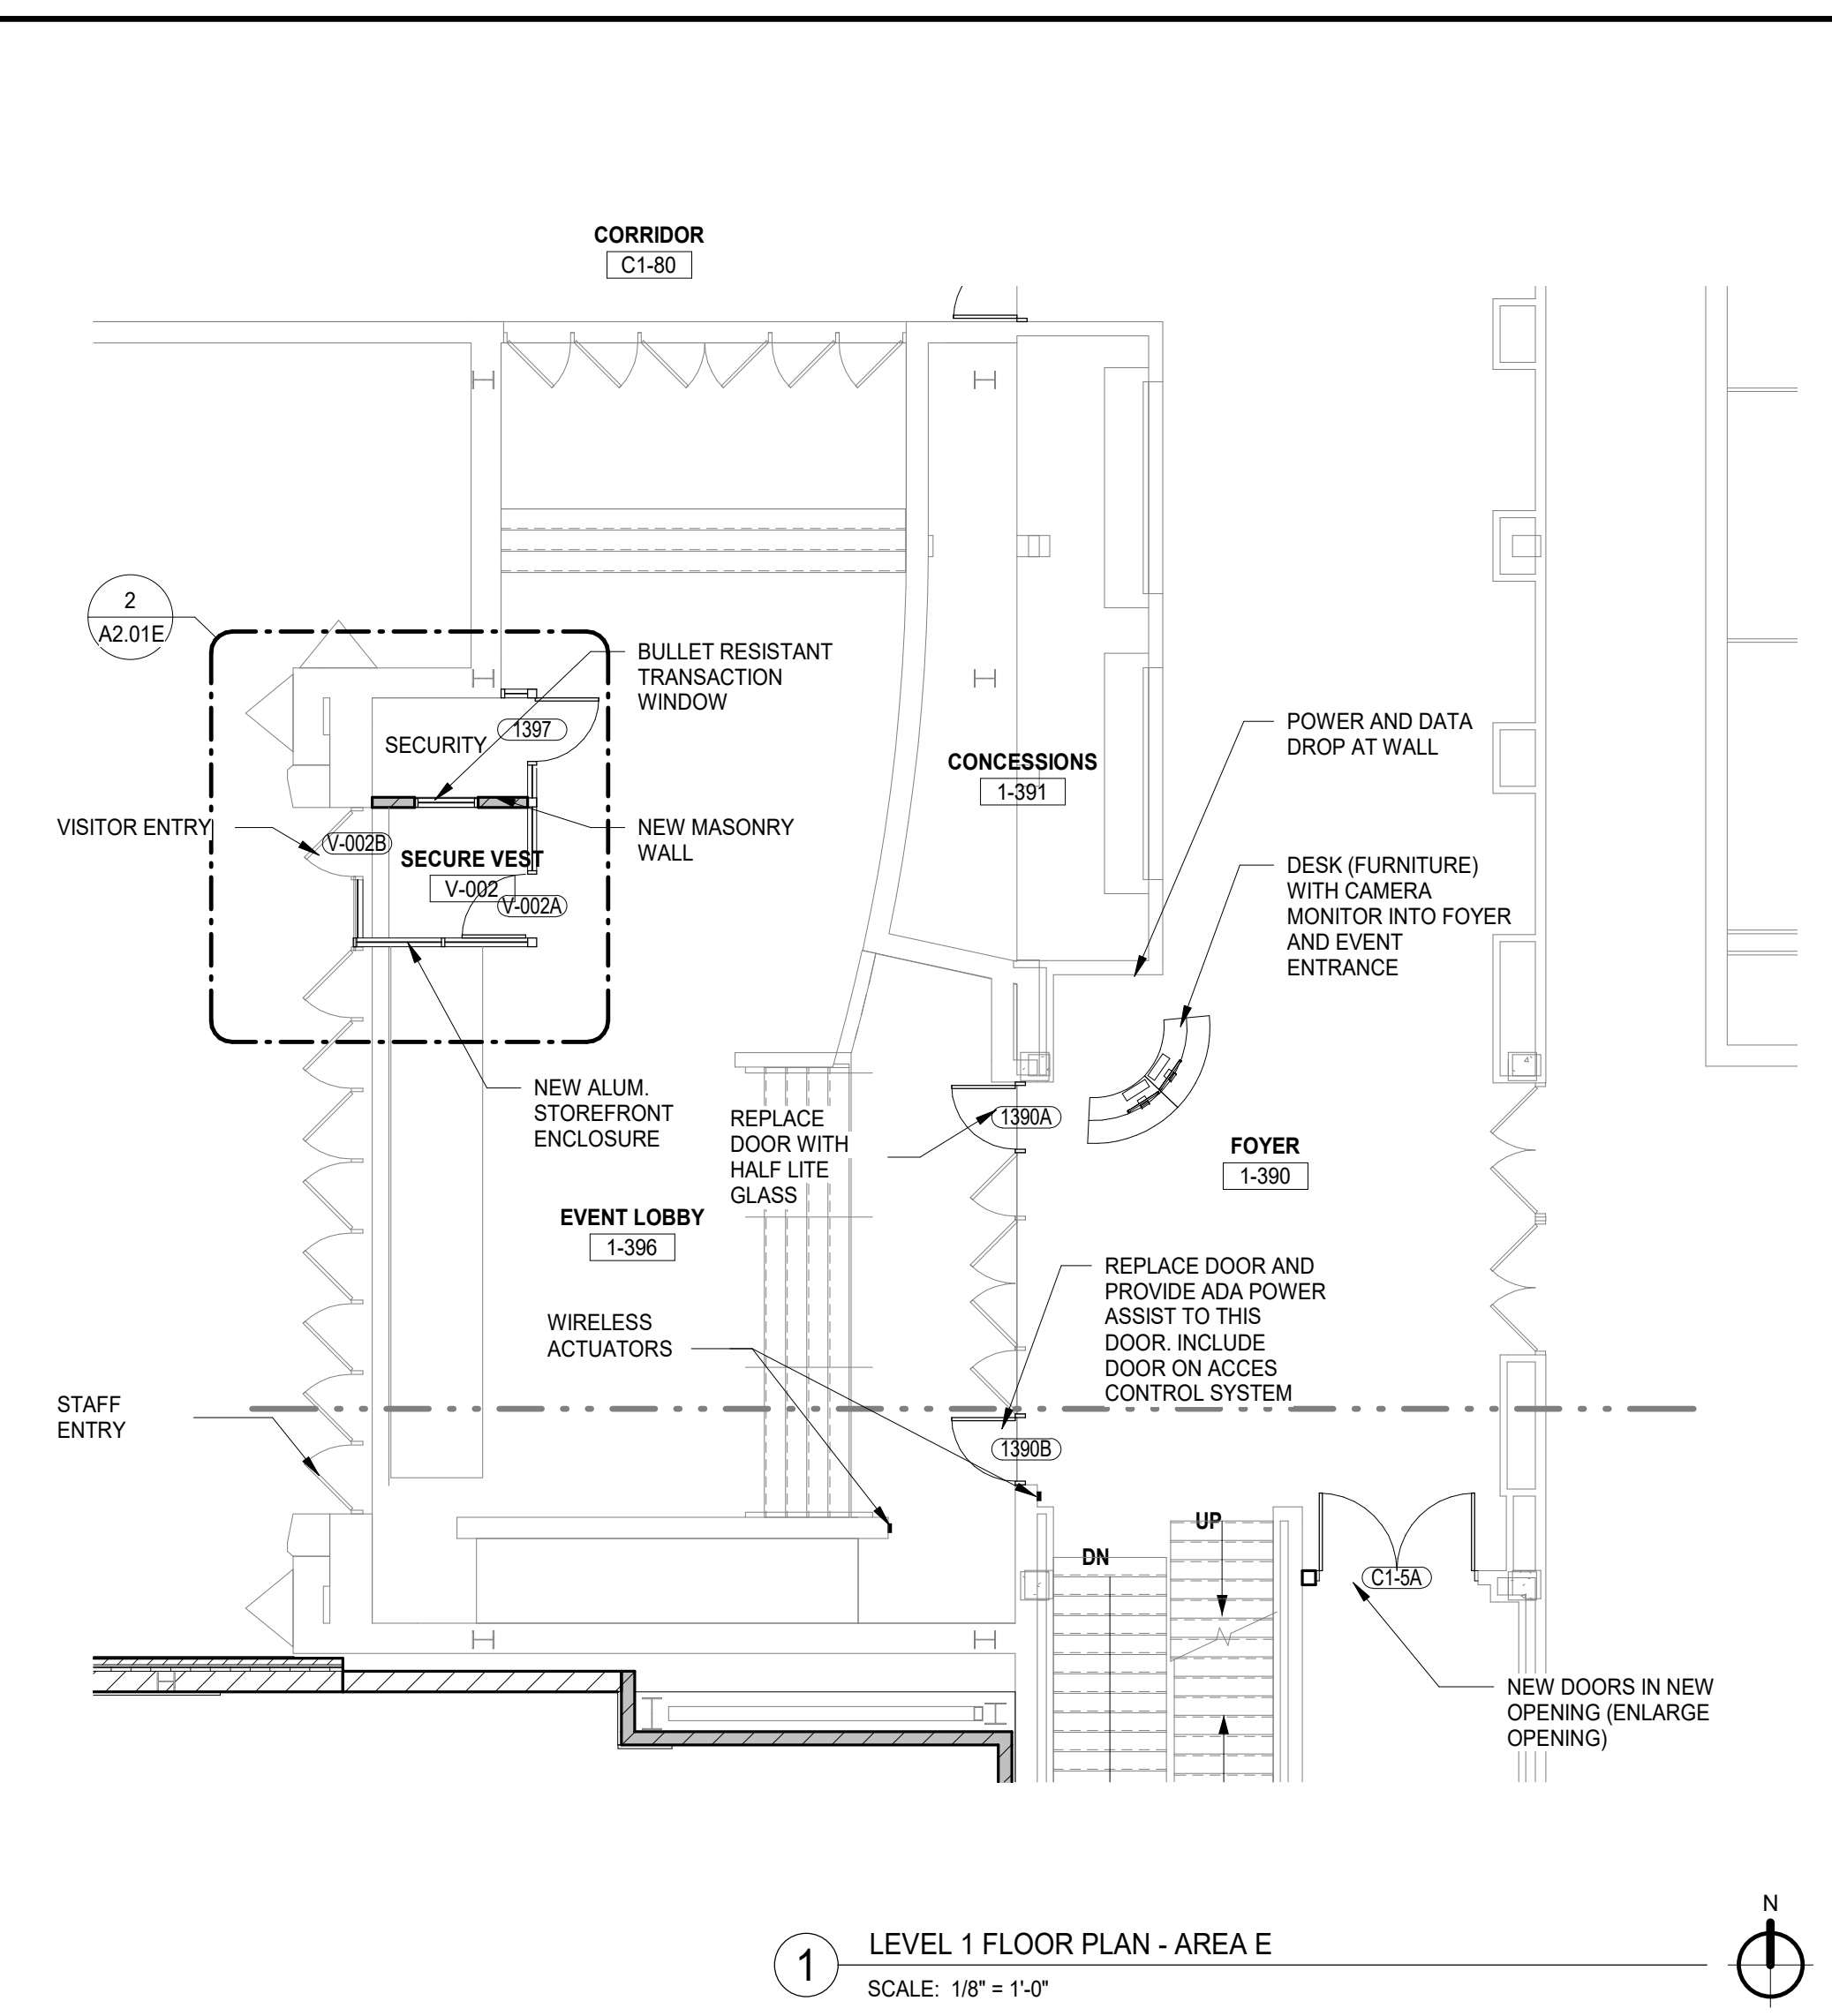 CORRIDOR
C1-80
2
A2.01E
BULLET RESISTANT
TRANSACTION
WINDOW
1397
SECURITY
POWER AND DATA
DROP AT WALL
CONCESSIONS
1-391
VISITOR ENTRY
V-002B
NEW MASONRY
WALL
SECURE VEST
V-002
V-002A
DESK (FURNITURE)
WITH CAMERA
MONITOR INTO FOYER
AND EVENT
ENTRANCE
NEW ALUM.
STOREFRONT
ENCLOSURE
REPLACE
DOOR WITH
HALF LITE
GLASS
1390A
FOYER
1-390
EVENT LOBBY
1-396
REPLACE DOOR AND
PROVIDE ADA POWER
ASSIST TO THIS
DOOR. INCLUDE
DOOR ON ACCES
CONTROL SYSTEM
WIRELESS
ACTUATORS
STAFF
ENTRY
1390B
UP
DN
C1-5A
NEW DOORS IN NEW
OPENING (ENLARGE
OPENING)
N
1
LEVEL 1 FLOOR PLAN - AREA E
SCALE: 1/8" = 1'-0"